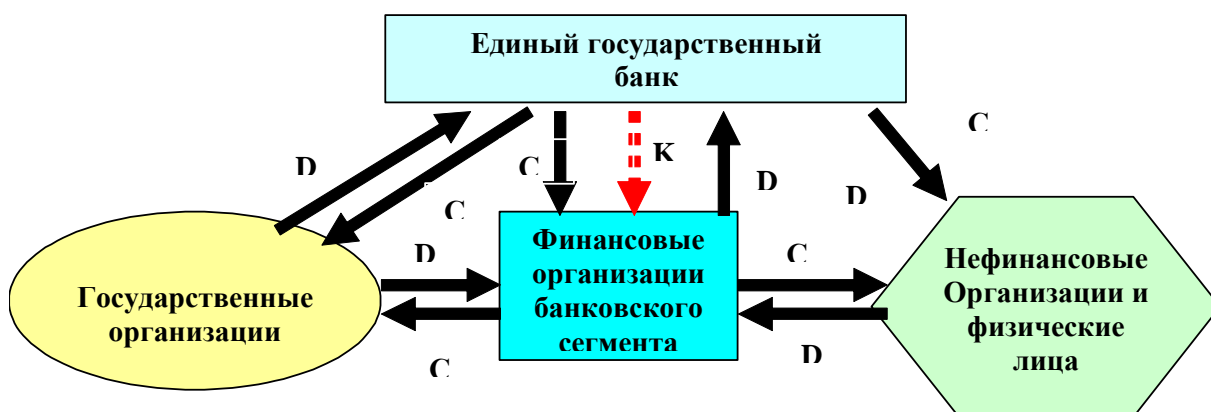 Единый государственный
банк
D
C
C
K
D
D
C
Государственные
организации
D
C
Финансовые
организации
банковского
сегмента
C
D
Нефинансовые
Организации и
физические
лица